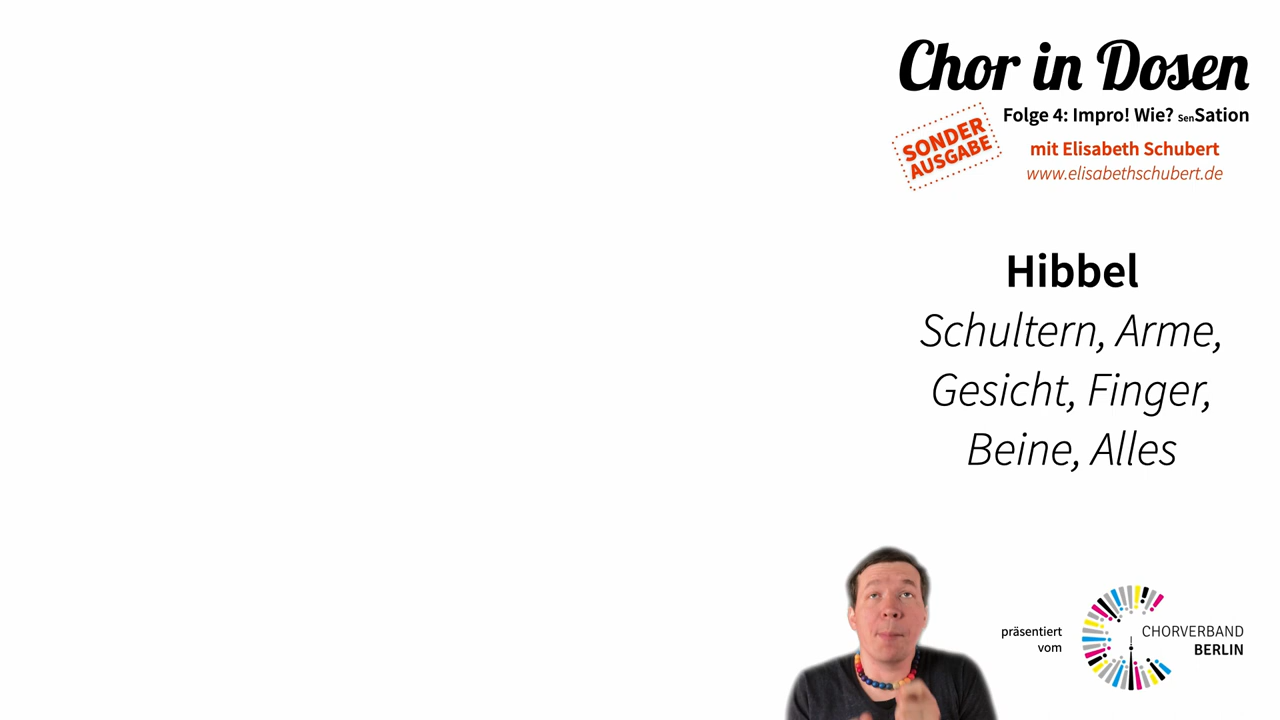 Chor in Dosen
Folge 4: Impro! Wie? SenSation
SONDER
AUSGABE
mit Elisabeth Schubert
www.elisabethschubert.de
Hibbel
Schultern, Arme,
Gesicht, Finger,
Beine, Alles
präsentiert
vom
CHORVERBAND
BERLIN